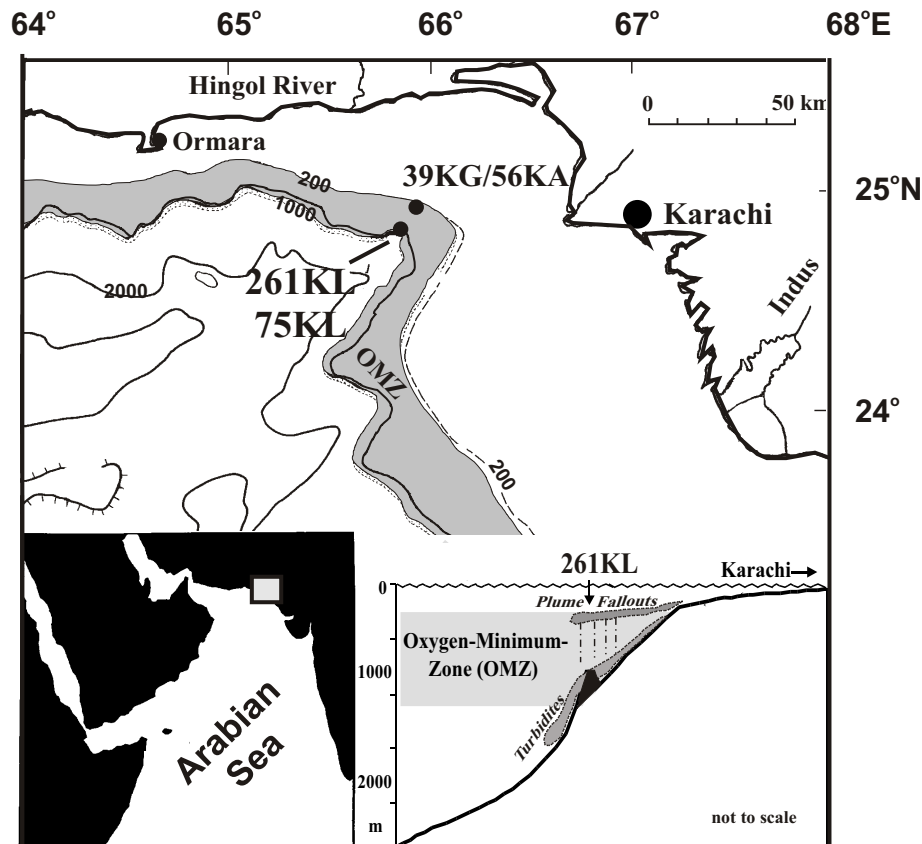 64° 65° 66° 67° 68°E
Hingol River
0 50 km
Ormara
200
39KG/56KA
25°N
1000
Karachi
261KL
2000
75KL
Indus
OMZ
24°
200
261KL
Karachi
0
Plume Fallouts
Oxygen-Minimum-
Zone (OMZ)
1000
Turbidites
Arabian
Sea
2000
m
not to scale